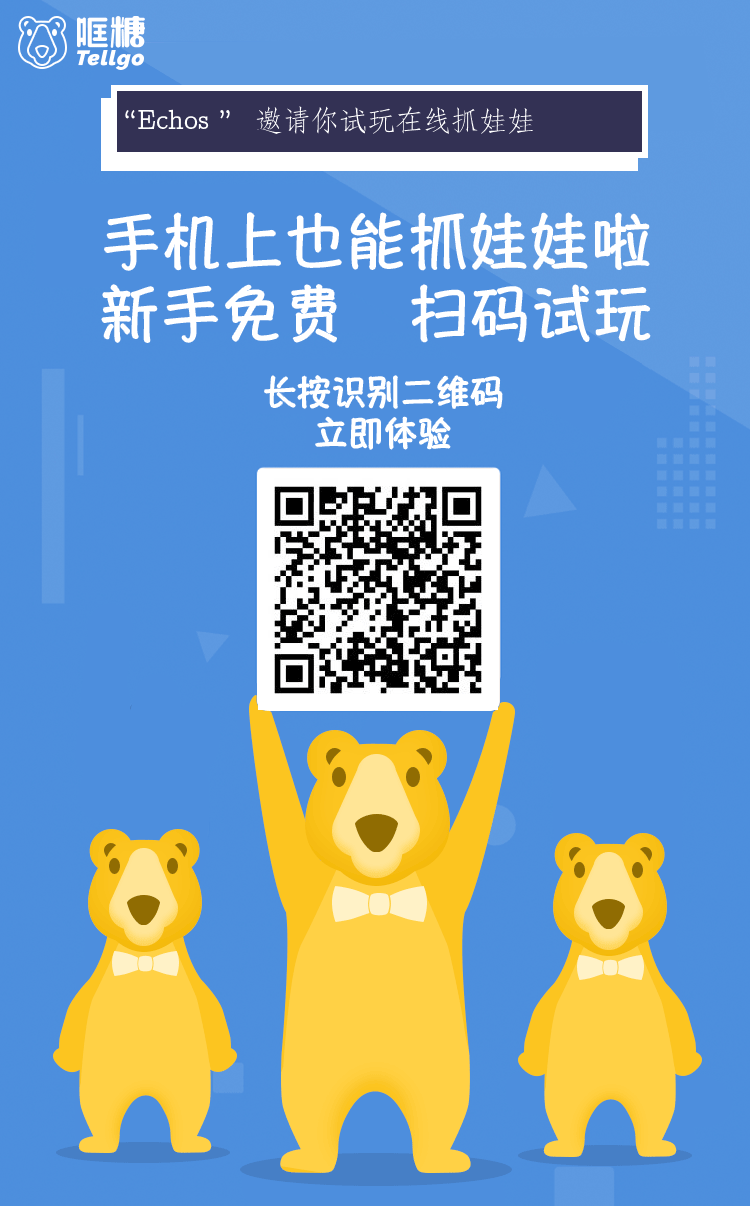 哐糖
Tellgo
“Echos ” 邀请你试玩在线抓娃娃
手机上也能抓娃娃啦
新手免费 扫码试玩
长按识别二维码
立即体验